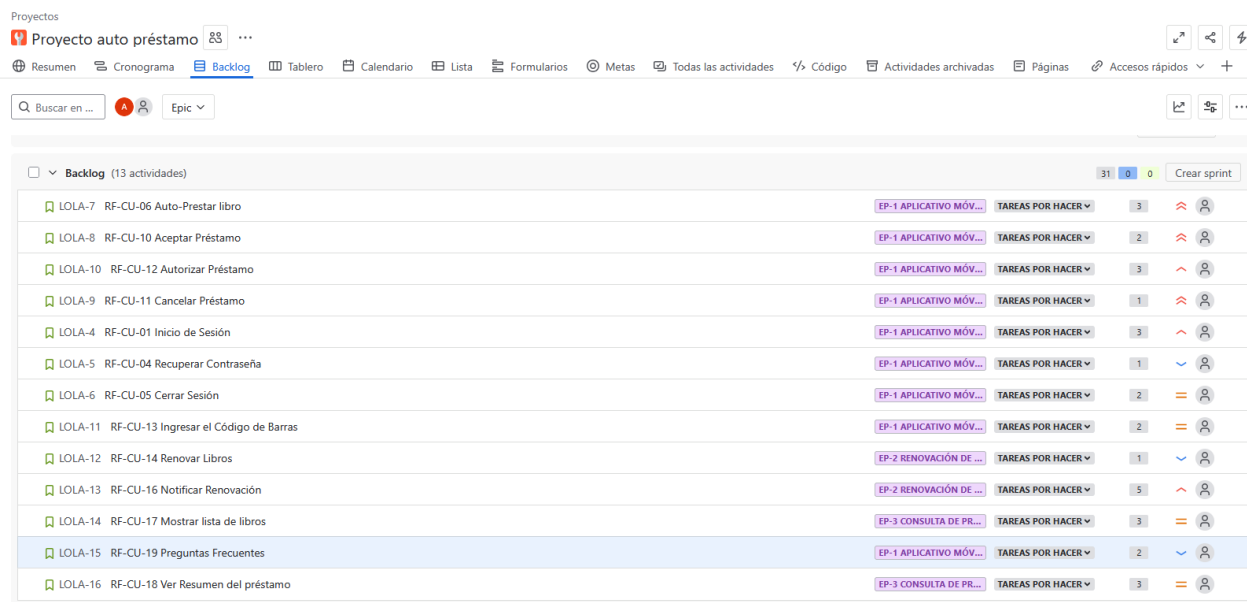 Proyectos
Proyecto auto préstamo
Resumen Cronograma Backlog Tablero Calendario Lista Formularios Metas Todas las actividades Código Actividades archivadas Páginas Accesos rápidos
Buscar en ... A Epic
Backlog (13 actividades) 31 0 0 Crear sprint
LOLA-7 RF-CU-06 Auto-Prestar libro EP-1 APLICATIVO MÓV... TAREAS POR HACER 3
LOLA-8 RF-CU-10 Aceptar Préstamo EP-1 APLICATIVO MÓV... TAREAS POR HACER 2
LOLA-10 RF-CU-12 Autorizar Préstamo EP-1 APLICATIVO MÓV... TAREAS POR HACER 3
LOLA-9 RF-CU-11 Cancelar Préstamo EP-1 APLICATIVO MÓV... TAREAS POR HACER 1
LOLA-4 RF-CU-01 Inicio de Sesión EP-1 APLICATIVO MÓV... TAREAS POR HACER 3
LOLA-5 RF-CU-04 Recuperar Contraseña EP-1 APLICATIVO MÓV... TAREAS POR HACER 1
LOLA-6 RF-CU-05 Cerrar Sesión EP-1 APLICATIVO MÓV... TAREAS POR HACER 2
LOLA-11 RF-CU-13 Ingresar el Código de Barras EP-1 APLICATIVO MÓV... TAREAS POR HACER 2
LOLA-12 RF-CU-14 Renovar Libros EP-2 RENOVACIÓN DE ... TAREAS POR HACER 1
LOLA-13 RF-CU-16 Notificar Renovación EP-2 RENOVACIÓN DE ... TAREAS POR HACER 5
LOLA-14 RF-CU-17 Mostrar lista de libros EP-3 CONSULTA DE PR... TAREAS POR HACER 3
LOLA-15 RF-CU-19 Preguntas Frecuentes EP-1 APLICATIVO MÓV... TAREAS POR HACER 2
LOLA-16 RF-CU-18 Ver Resumen del préstamo EP-3 CONSULTA DE PR... TAREAS POR HACER 3